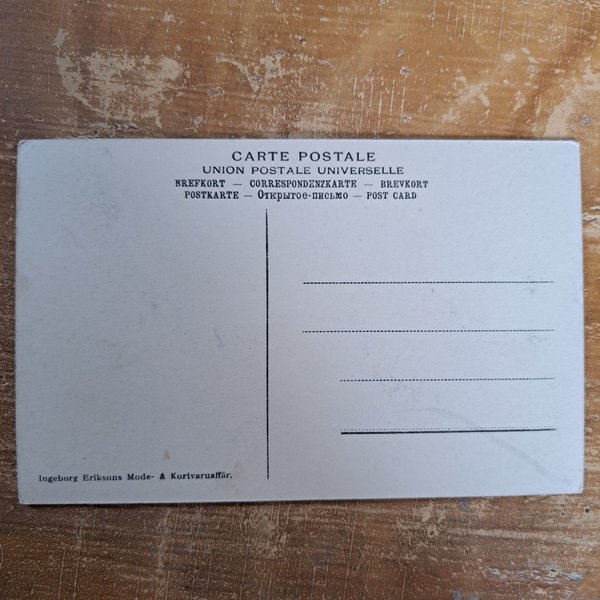 CARTE POSTALE
UNION POSTALE UNIVERSELLE
BREFKORT — CORRESPONDENZKARTE — BREVKORT
POSTKARTE — Открытое-письмо — POST CARD
Ingeborg Eriksons Mode- & Kortvaruaffär.